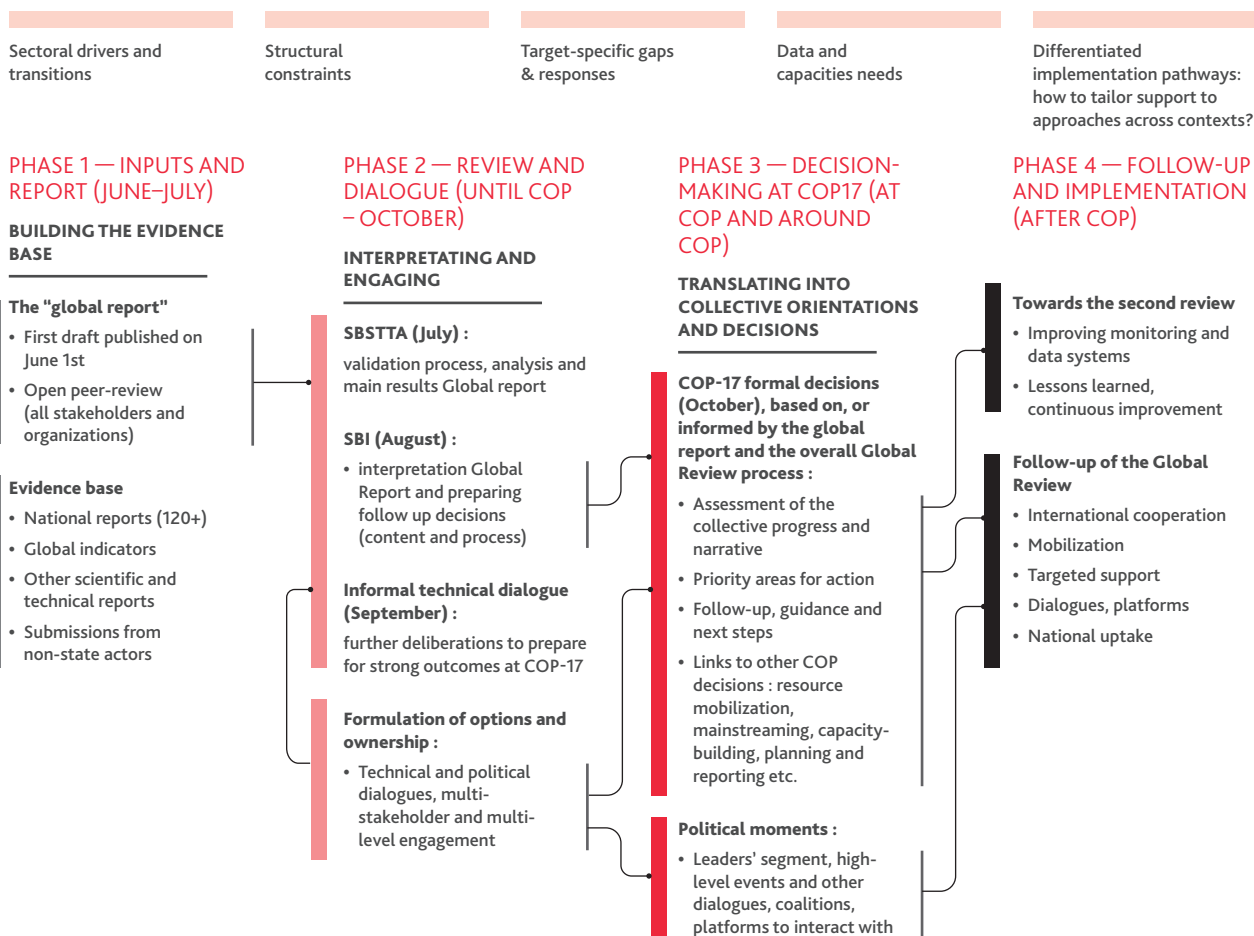 Sectoral drivers and
transitions
Structural
constraints
Target-specific gaps
& responses
Data and
capacities needs
Differentiated
implementation pathways:
how to tailor support to
approaches across contexts?
PHASE 1 — INPUTS AND
REPORT (JUNE–JULY)
BUILDING THE EVIDENCE
BASE
The "global report"
• First draft published on
June 1st
• Open peer-review
(all stakeholders and
organizations)
Evidence base
• National reports (120+)
• Global indicators
• Other scientific and
technical reports
• Submissions from
non-state actors
PHASE 2 — REVIEW AND
DIALOGUE (UNTIL COP
– OCTOBER)
INTERPRETATING AND
ENGAGING
SBSTTA (July) :
validation process, analysis and
main results Global report
SBI (August) :
• interpretation Global
Report and preparing
follow up decisions
(content and process)
Informal technical dialogue
(September) :
further deliberations to prepare
for strong outcomes at COP-17
Formulation of options and
ownership :
• Technical and political
dialogues, multi-
stakeholder and multi-
level engagement
PHASE 3 — DECISION-
MAKING AT COP17 (AT
COP AND AROUND
COP)
TRANSLATING INTO
COLLECTIVE ORIENTATIONS
AND DECISIONS
COP-17 formal decisions
(October), based on, or
informed by the global
report and the overall Global
Review process :
• Assessment of the
collective progress and
narrative
• Priority areas for action
• Follow-up, guidance and
next steps
• Links to other COP
decisions : resource
mobilization,
mainstreaming, capacity-
building, planning and
reporting etc.
Political moments :
• Leaders' segment, high-
level events and other
dialogues, coalitions,
platforms to interact with
PHASE 4 — FOLLOW-UP
AND IMPLEMENTATION
(AFTER COP)
Towards the second review
• Improving monitoring and
data systems
• Lessons learned,
continuous improvement
Follow-up of the Global
Review
• International cooperation
• Mobilization
• Targeted support
• Dialogues, platforms
• National uptake